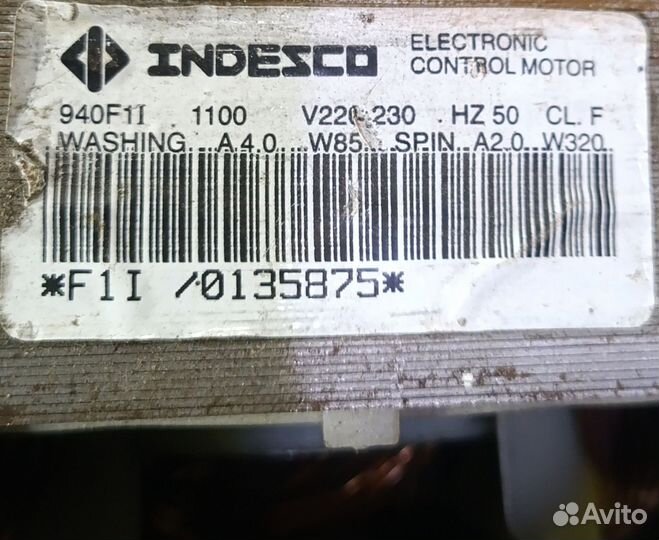 INDESCO
ELECTRONIC
CONTROL MOTOR
940F1I 1100 V220-230 . HZ 50 CL. F
WASHING A 4.0 W85 SPIN A2.0 W320
*F1I /0135875*
Avito